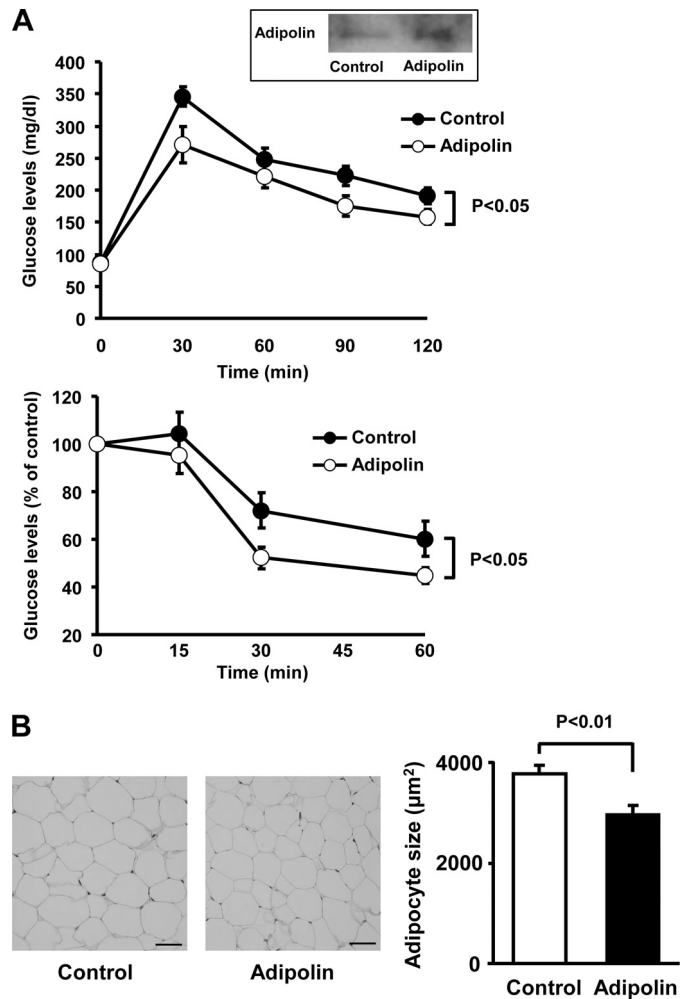 A
Adipolin
Control Adipolin
Glucose levels (mg/dl)
400
350
300
250
200
150
100
50
0
Control
Adipolin
P<0.05
0 30 60 90 120
Time (min)
Glucose levels (% of control)
120
100
80
60
40
20
Control
Adipolin
P<0.05
0 15 30 45 60
Time (min)
B
Control
Adipolin
P<0.01
Adipocyte size (µm²)
4000
2000
0
Control Adipolin